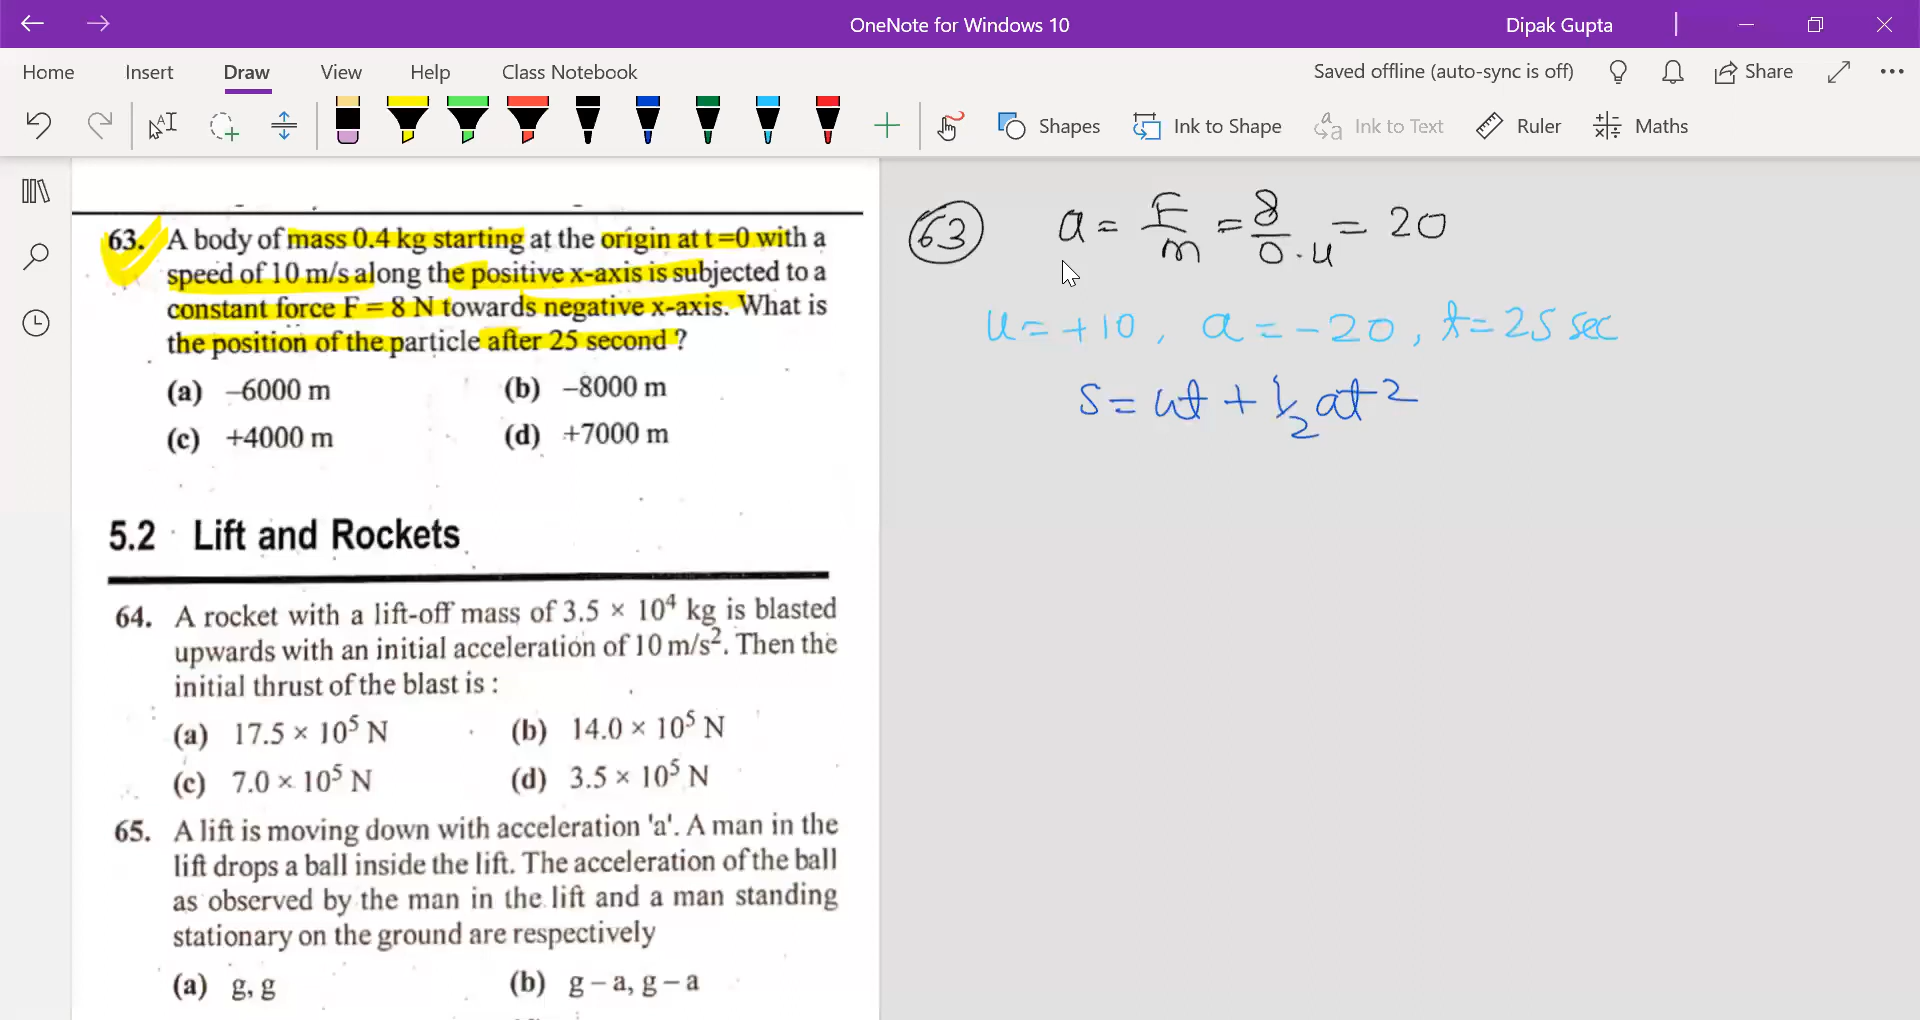 OneNote for Windows 10
Dipak Gupta
Home Insert Draw View Help Class Notebook
Saved offline (auto-sync is off) Share
Shapes Ink to Shape Ink to Text Ruler Maths
63. A body of mass 0.4 kg starting at the origin at t=0 with a
speed of 10 m/s along the positive x-axis is subjected to a
constant force F = 8 N towards negative x-axis. What is
the position of the particle after 25 second ?
(a) –6000 m (b) –8000 m
(c) +4000 m (d) +7000 m
5.2 Lift and Rockets
64. A rocket with a lift-off mass of 3.5 × 10⁴ kg is blasted
upwards with an initial acceleration of 10 m/s². Then the
initial thrust of the blast is :
(a) 17.5 × 10⁵ N (b) 14.0 × 10⁵ N
(c) 7.0 × 10⁵ N (d) 3.5 × 10⁵ N
65. A lift is moving down with acceleration 'a'. A man in the
lift drops a ball inside the lift. The acceleration of the ball
as observed by the man in the lift and a man standing
stationary on the ground are respectively
(a) g, g (b) g – a, g – a
63 a = F/m = 8/0.4 = 20
u = +10, a = -20, t = 25 sec
s = ut + 1/2 at²